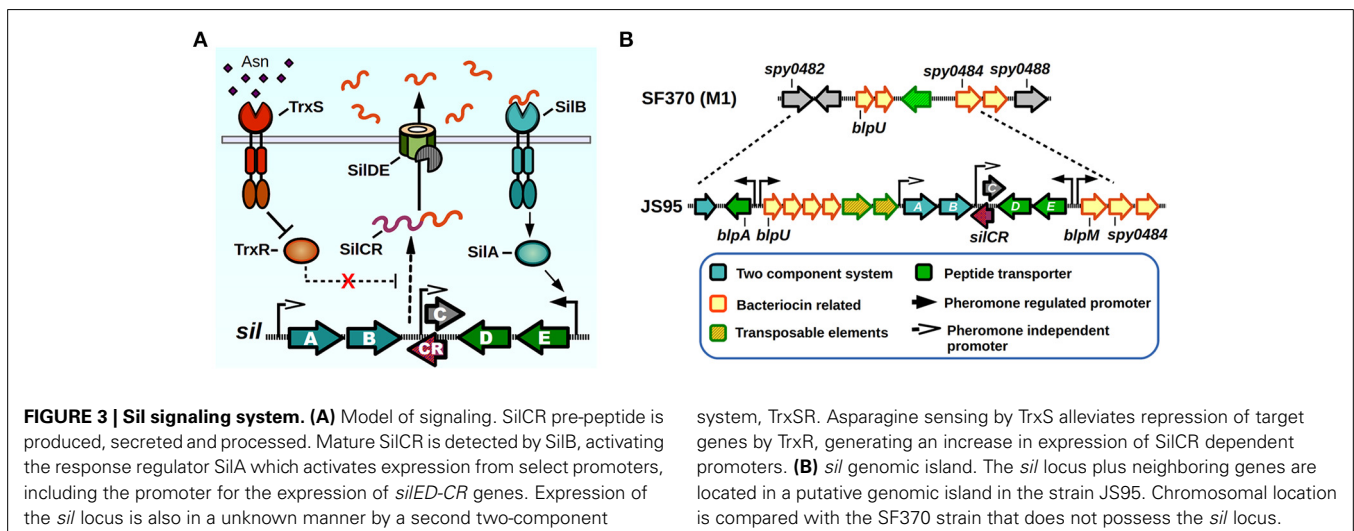 A
Asn
TrxS
SilB
SilDE
SilCR
TrxR
SilA
X
sil
A
B
C
CR
D
E
B
spy0482
spy0484
spy0488
SF370 (M1)
blpU
JS95
A
B
C
D
E
silCR
blpA
blpU
blpM
spy0484
Two component system
Bacteriocin related
Transposable elements
Peptide transporter
Pheromone regulated promoter
Pheromone independent
promoter
FIGURE 3 | Sil signaling system. (A) Model of signaling. SilCR pre-peptide is
produced, secreted and processed. Mature SilCR is detected by SilB, activating
the response regulator SilA which activates expression from select promoters,
including the promoter for the expression of silED-CR genes. Expression of
the sil locus is also in a unknown manner by a second two-component
system, TrxSR. Asparagine sensing by TrxS alleviates repression of target
genes by TrxR, generating an increase in expression of SilCR dependent
promoters. (B) sil genomic island. The sil locus plus neighboring genes are
located in a putative genomic island in the strain JS95. Chromosomal location
is compared with the SF370 strain that does not possess the sil locus.